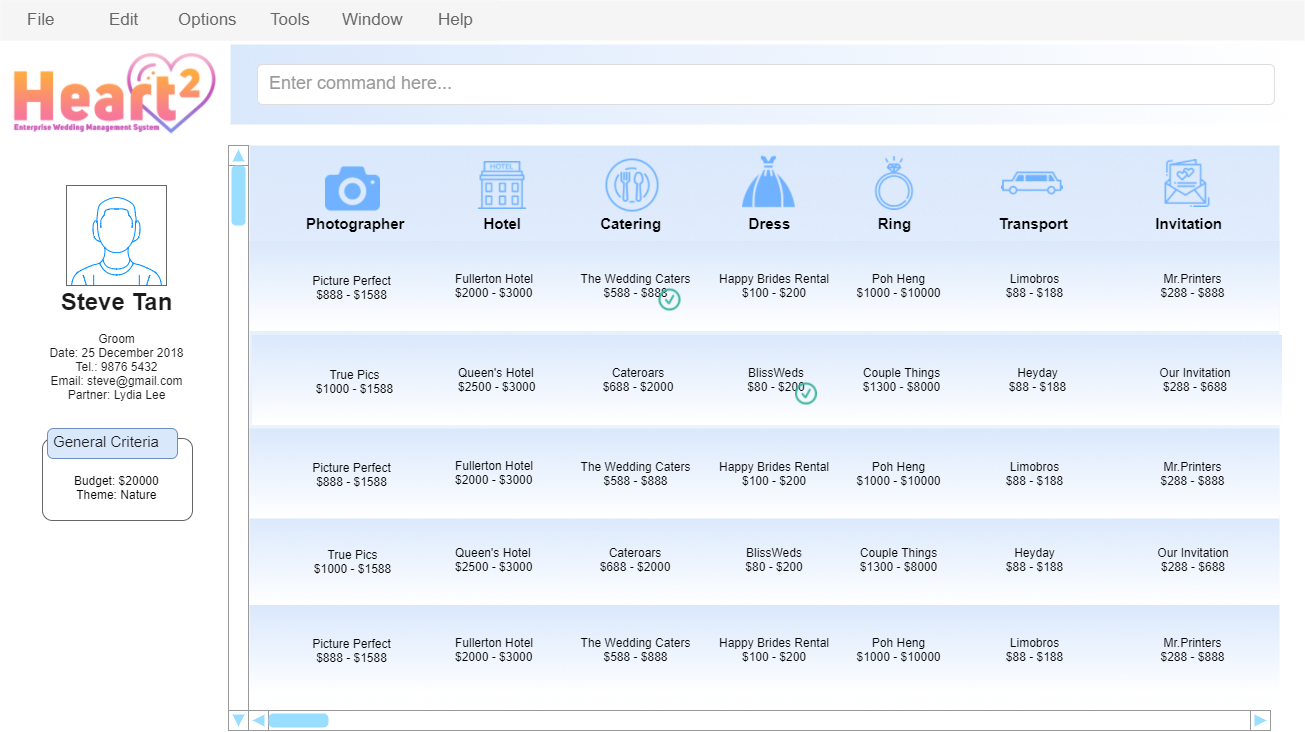 File Edit Options Tools Window Help
Heart2
Enterprise Wedding Management System
Enter command here...
Steve Tan
Groom
Date: 25 December 2018
Tel.: 9876 5432
Email: steve@gmail.com
Partner: Lydia Lee
General Criteria
Budget: $20000
Theme: Nature
HOTEL
Photographer Hotel Catering Dress Ring Transport Invitation
Picture Perfect Fullerton Hotel The Wedding Caters Happy Brides Rental Poh Heng Limobros Mr.Printers
$888 - $1588 $2000 - $3000 $588 - $888 $100 - $200 $1000 - $10000 $88 - $188 $288 - $888
True Pics Queen's Hotel Cateroars BlissWeds Couple Things Heyday Our Invitation
$1000 - $1588 $2500 - $3000 $688 - $2000 $80 - $200 $1300 - $8000 $88 - $188 $288 - $688
Picture Perfect Fullerton Hotel The Wedding Caters Happy Brides Rental Poh Heng Limobros Mr.Printers
$888 - $1588 $2000 - $3000 $588 - $888 $100 - $200 $1000 - $10000 $88 - $188 $288 - $888
True Pics Queen's Hotel Cateroars BlissWeds Couple Things Heyday Our Invitation
$1000 - $1588 $2500 - $3000 $688 - $2000 $80 - $200 $1300 - $8000 $88 - $188 $288 - $688
Picture Perfect Fullerton Hotel The Wedding Caters Happy Brides Rental Poh Heng Limobros Mr.Printers
$888 - $1588 $2000 - $3000 $588 - $888 $100 - $200 $1000 - $10000 $88 - $188 $288 - $888